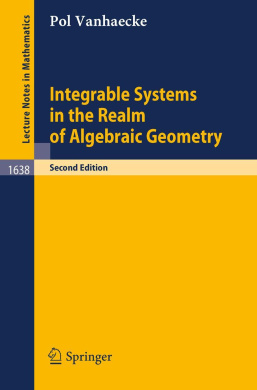 Pol Vanhaecke
Lecture Notes in Mathematics
Integrable Systems
in the Realm
of Algebraic Geometry
1638
Second Edition
Springer